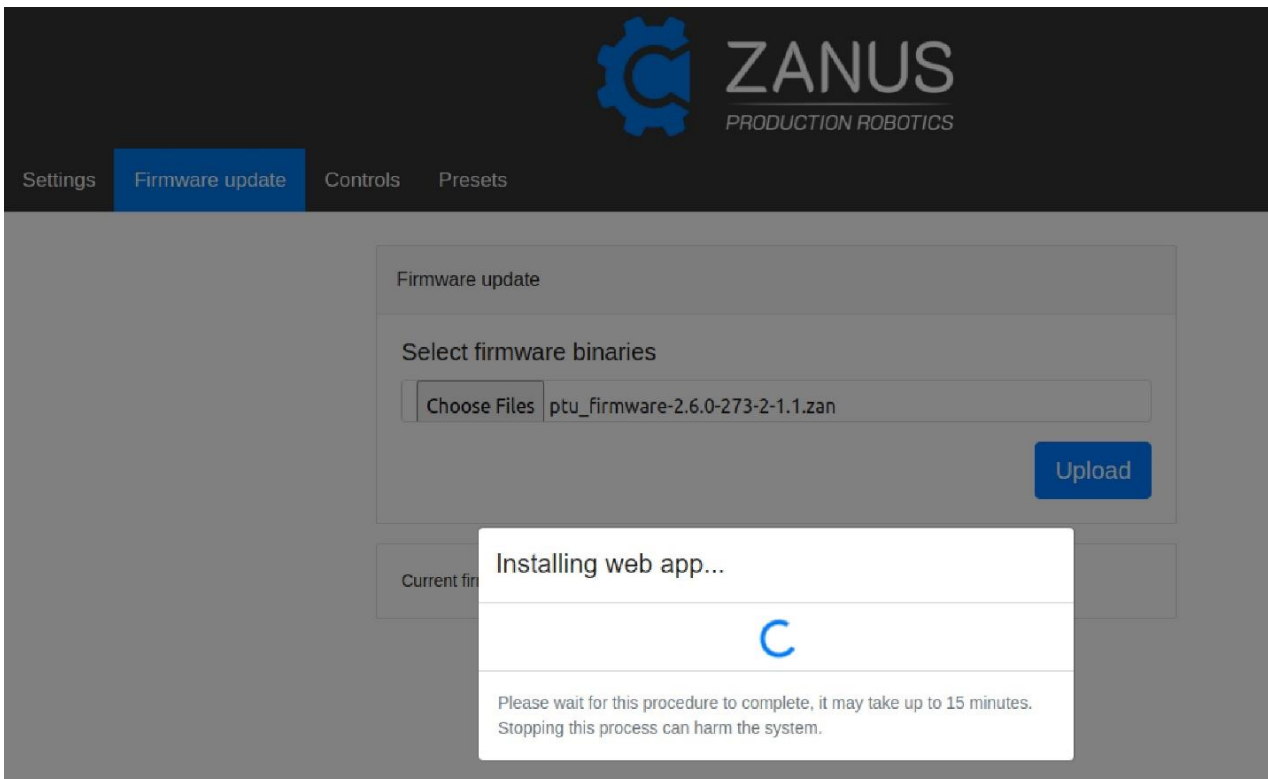 ZANUS
PRODUCTION ROBOTICS
Settings Firmware update Controls Presets
Firmware update
Select firmware binaries
Choose Files ptu_firmware-2.6.0-273-2-1.1.zan
Upload
Current fir
Installing web app...
Please wait for this procedure to complete, it may take up to 15 minutes.
Stopping this process can harm the system.